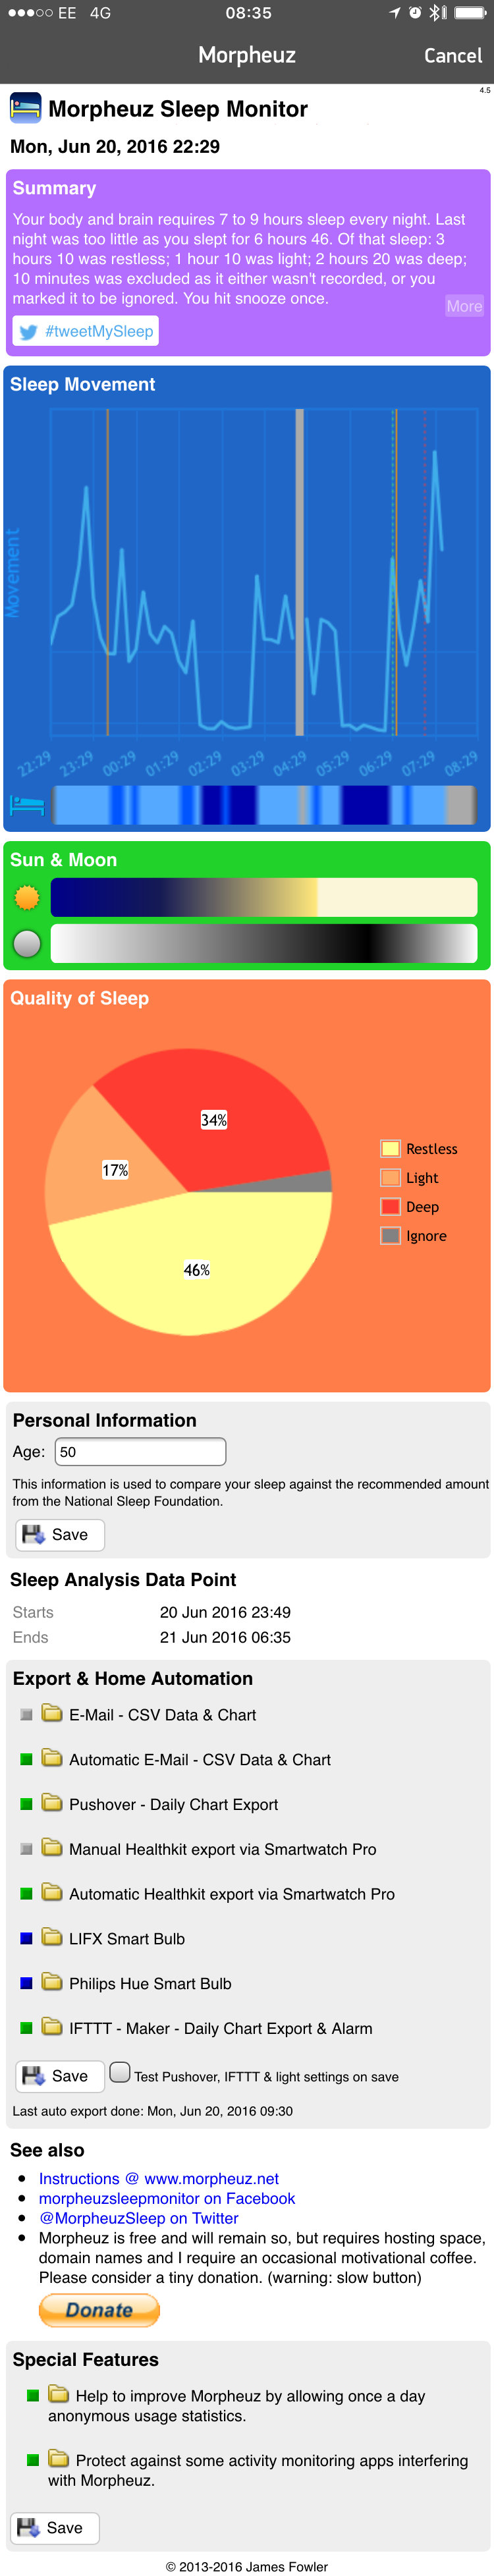 EE 4G 08:35
Morpheuz Cancel
4.5
Morpheuz Sleep Monitor
Mon, Jun 20, 2016 22:29
Summary
Your body and brain requires 7 to 9 hours sleep every night. Last
night was too little as you slept for 6 hours 46. Of that sleep: 3
hours 10 was restless; 1 hour 10 was light; 2 hours 20 was deep;
10 minutes was excluded as it either wasn't recorded, or you
marked it to be ignored. You hit snooze once.
More
#tweetMySleep
Sleep Movement
Movement
22:29 23:29 00:29 01:29 02:29 03:29 04:29 05:29 06:29 07:29 08:29
Sun & Moon
Quality of Sleep
34%
17%
46%
Restless
Light
Deep
Ignore
Personal Information
Age: 50
This information is used to compare your sleep against the recommended amount
from the National Sleep Foundation.
Save
Sleep Analysis Data Point
Starts 20 Jun 2016 23:49
Ends 21 Jun 2016 06:35
Export & Home Automation
E-Mail - CSV Data & Chart
Automatic E-Mail - CSV Data & Chart
Pushover - Daily Chart Export
Manual Healthkit export via Smartwatch Pro
Automatic Healthkit export via Smartwatch Pro
LIFX Smart Bulb
Philips Hue Smart Bulb
IFTTT - Maker - Daily Chart Export & Alarm
Save Test Pushover, IFTTT & light settings on save
Last auto export done: Mon, Jun 20, 2016 09:30
See also
• Instructions @ www.morpheuz.net
• morpheuzsleepmonitor on Facebook
• @MorpheuzSleep on Twitter
• Morpheuz is free and will remain so, but requires hosting space,
domain names and I require an occasional motivational coffee.
Please consider a tiny donation. (warning: slow button)
Donate
Special Features
Help to improve Morpheuz by allowing once a day
anonymous usage statistics.
Protect against some activity monitoring apps interfering
with Morpheuz.
Save
© 2013-2016 James Fowler